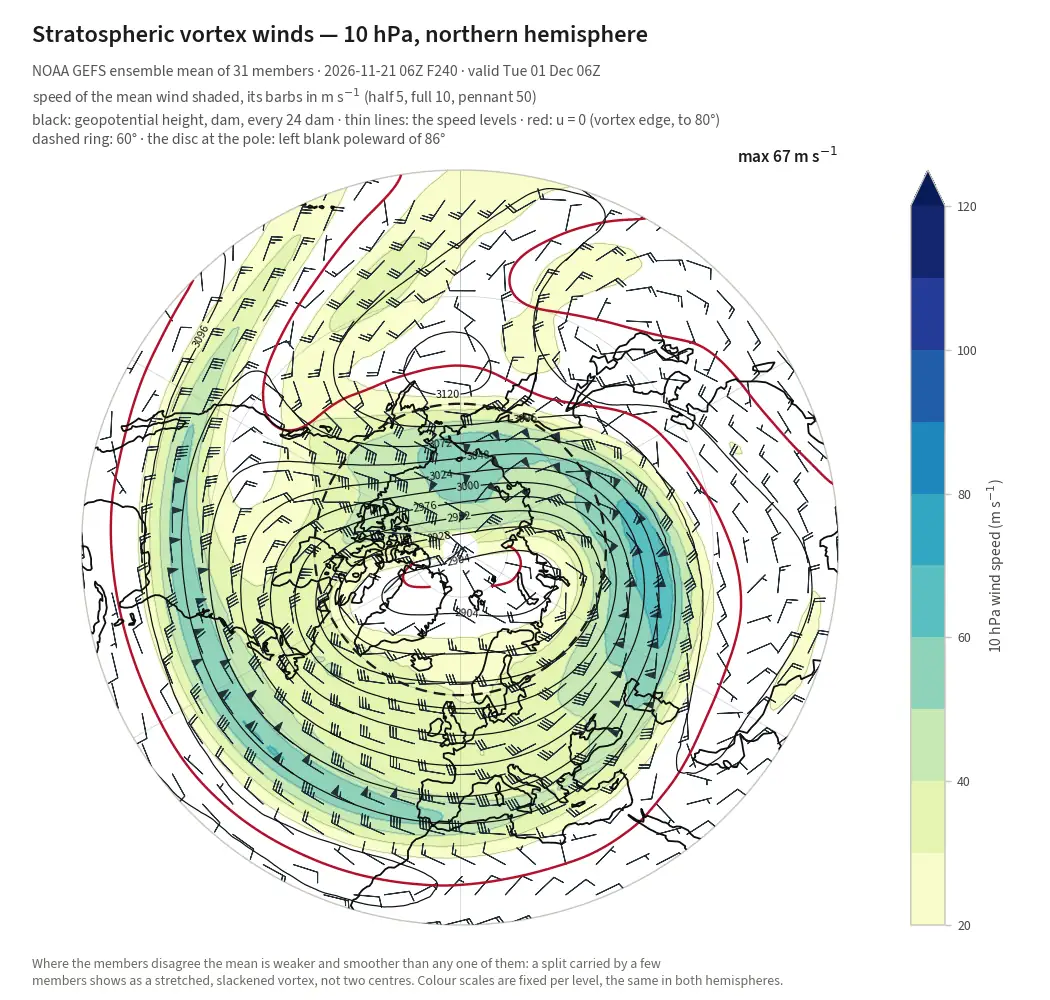 Stratospheric vortex winds — 10 hPa, northern hemisphere
NOAA GEFS ensemble mean of 31 members · 2026-11-21 06Z F240 · valid Tue 01 Dec 06Z
speed of the mean wind shaded, its barbs in m s⁻¹ (half 5, full 10, pennant 50)
black: geopotential height, dam, every 24 dam · thin lines: the speed levels · red: u = 0 (vortex edge, to 80°)
dashed ring: 60° · the disc at the pole: left blank poleward of 86°
max 67 m s⁻¹
120
100
80
60
40
20
10 hPa wind speed (m s⁻¹)
3096
3120
3072
3048
3024
3000
2976
2904
Where the members disagree the mean is weaker and smoother than any one of them: a split carried by a few
members shows as a stretched, slackened vortex, not two centres. Colour scales are fixed per level, the same in both hemispheres.